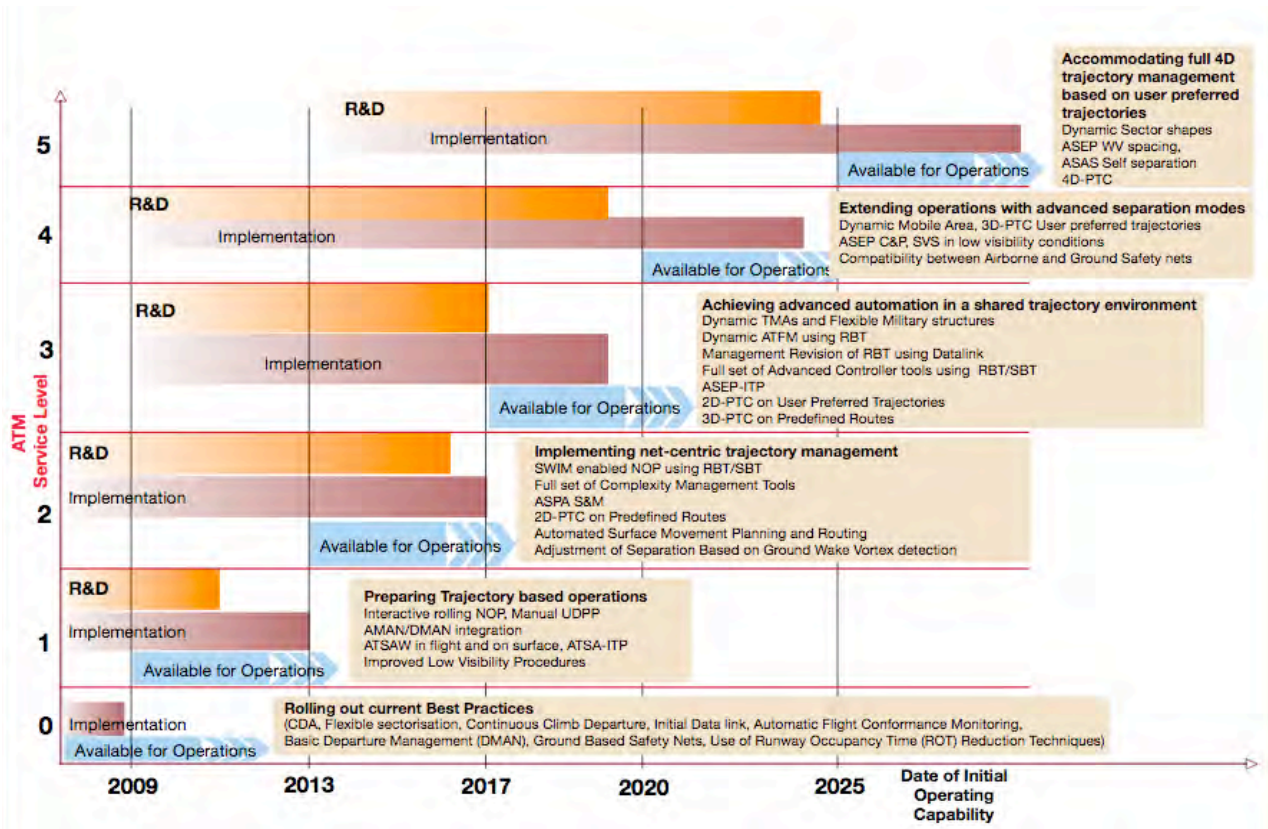 Accommodating full 4D
trajectory management
based on user preferred
trajectories
Dynamic Sector shapes
ASEP WV spacing,
ASAS Self separation
4D-PTC
R&D
Implementation
Available for Operations
5
R&D
Implementation
Available for Operations
4
Extending operations with advanced separation modes
Dynamic Mobile Area, 3D-PTC User preferred trajectories
ASEP C&P, SVS in low visibility conditions
Compatibility between Airborne and Ground Safety nets
R&D
Implementation
Available for Operations
3
Achieving advanced automation in a shared trajectory environment
Dynamic TMAs and Flexible Military structures
Dynamic ATFM using RBT
Management Revision of RBT using Datalink
Full set of Advanced Controller tools using RBT/SBT
ASEP-ITP
2D-PTC on User Preferred Trajectories
3D-PTC on Predefined Routes
ATM
Service Level
R&D
Implementation
Available for Operations
2
Implementing net-centric trajectory management
SWIM enabled NOP using RBT/SBT
Full set of Complexity Management Tools
ASPA S&M
2D-PTC on Predefined Routes
Automated Surface Movement Planning and Routing
Adjustment of Separation Based on Ground Wake Vortex detection
R&D
Implementation
Available for Operations
1
Preparing Trajectory based operations
Interactive rolling NOP, Manual UDPP
AMAN/DMAN integration
ATSAW in flight and on surface, ATSA-ITP
Improved Low Visibility Procedures
0
Implementation
Available for Operations
Rolling out current Best Practices
(CDA, Flexible sectorisation, Continuous Climb Departure, Initial Data link, Automatic Flight Conformance Monitoring,
Basic Departure Management (DMAN), Ground Based Safety Nets, Use of Runway Occupancy Time (ROT) Reduction Techniques)
2009
2013
2017
2020
2025
Date of Initial
Operating
Capability